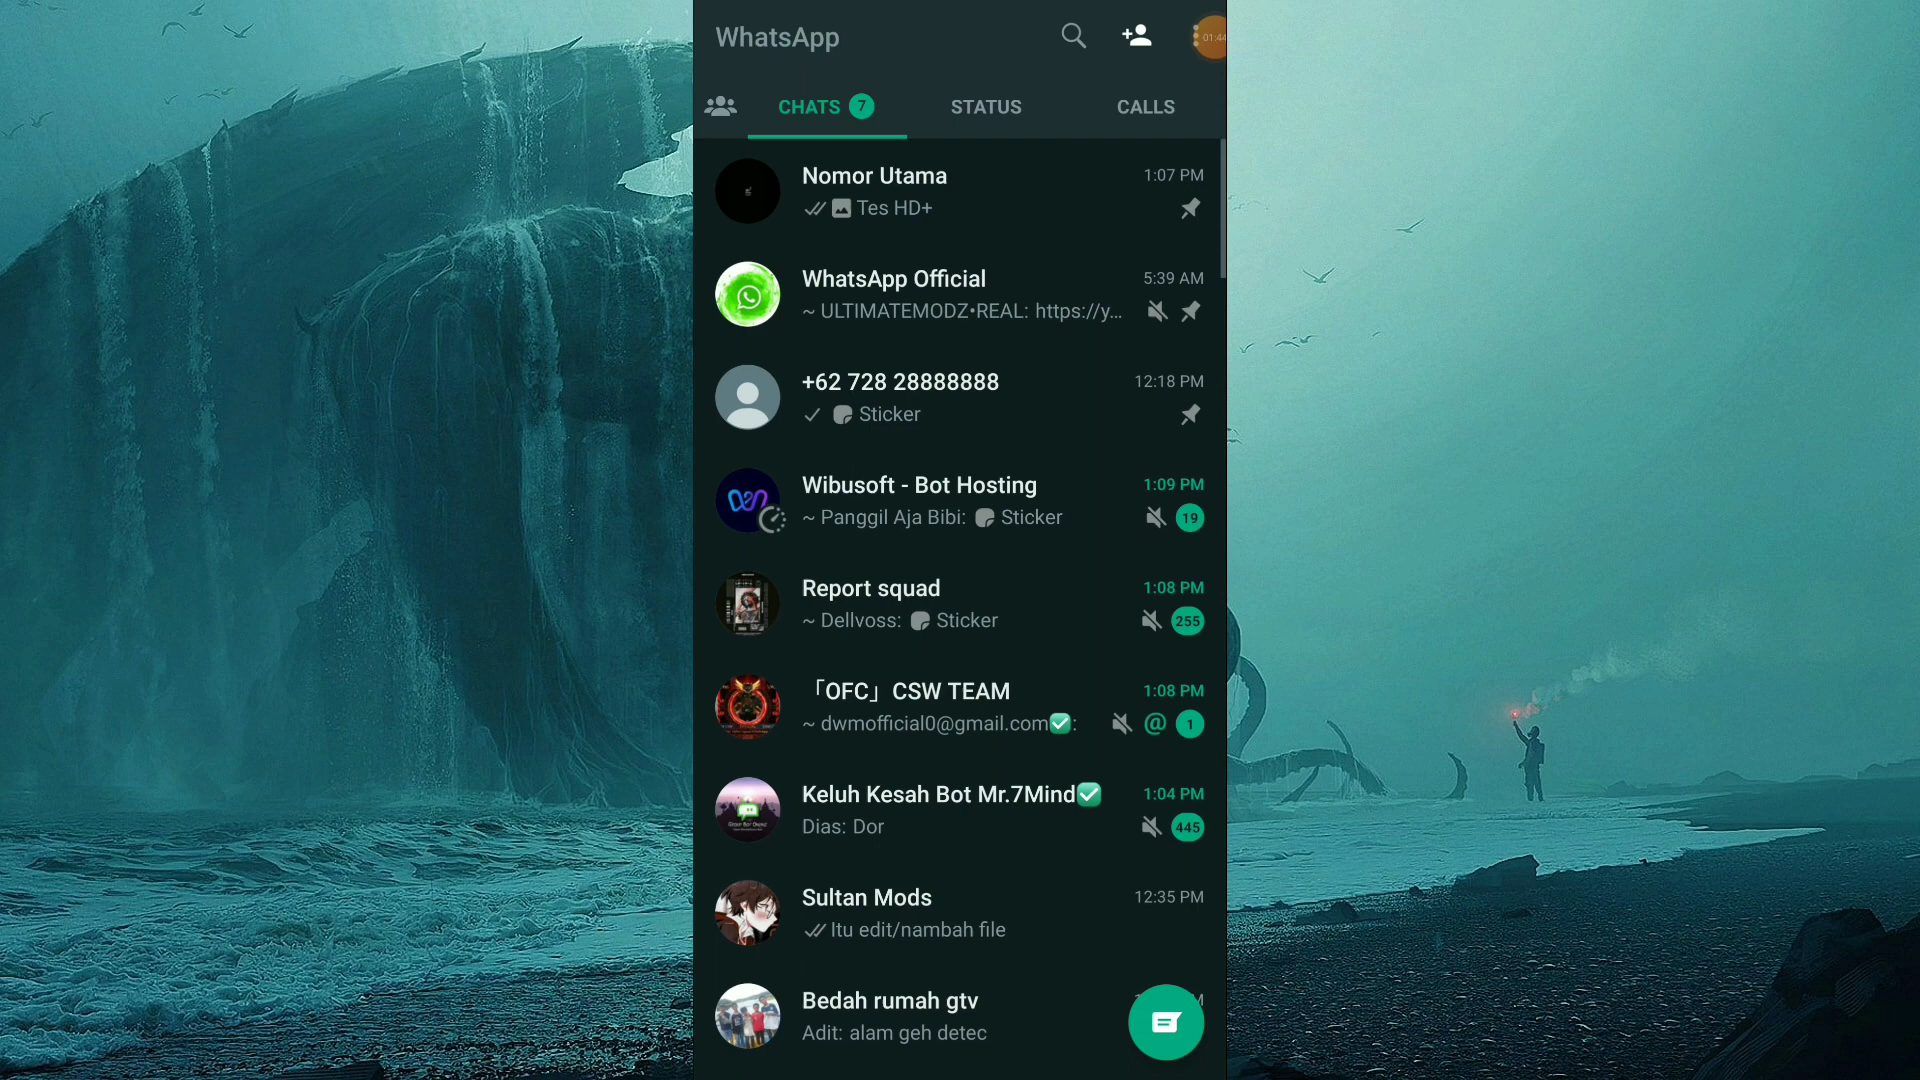 WhatsApp
01:44
CHATS 7
STATUS
CALLS
Nomor Utama
1:07 PM
Tes HD+
WhatsApp Official
5:39 AM
~ ULTIMATEMODZ•REAL: https://y...
+62 728 28888888
12:18 PM
Sticker
Wibusoft - Bot Hosting
1:09 PM
~ Panggil Aja Bibi: Sticker
19
Report squad
1:08 PM
~ Dellvoss: Sticker
255
「OFC」 CSW TEAM
1:08 PM
~ dwmofficial0@gmail.com✅:
@ 1
Keluh Kesah Bot Mr.7Mind✅
1:04 PM
Dias: Dor
445
Sultan Mods
12:35 PM
Itu edit/nambah file
Bedah rumah gtv
Adit: alam geh detec